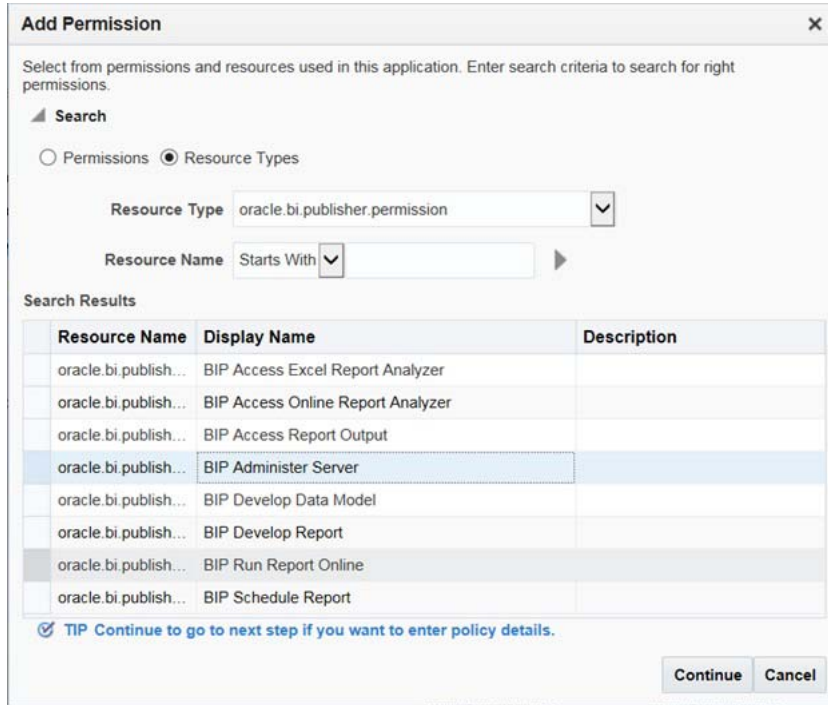 Add Permission
Select from permissions and resources used in this application. Enter search criteria to search for right
permissions.
Search
Permissions Resource Types
Resource Type oracle.bi.publisher.permission
Resource Name Starts With
Search Results
Resource Name Display Name Description
oracle.bi.publish... BIP Access Excel Report Analyzer
oracle.bi.publish... BIP Access Online Report Analyzer
oracle.bi.publish... BIP Access Report Output
oracle.bi.publish... BIP Administer Server
oracle.bi.publish... BIP Develop Data Model
oracle.bi.publish... BIP Develop Report
oracle.bi.publish... BIP Run Report Online
oracle.bi.publish... BIP Schedule Report
TIP Continue to go to next step if you want to enter policy details.
Continue Cancel